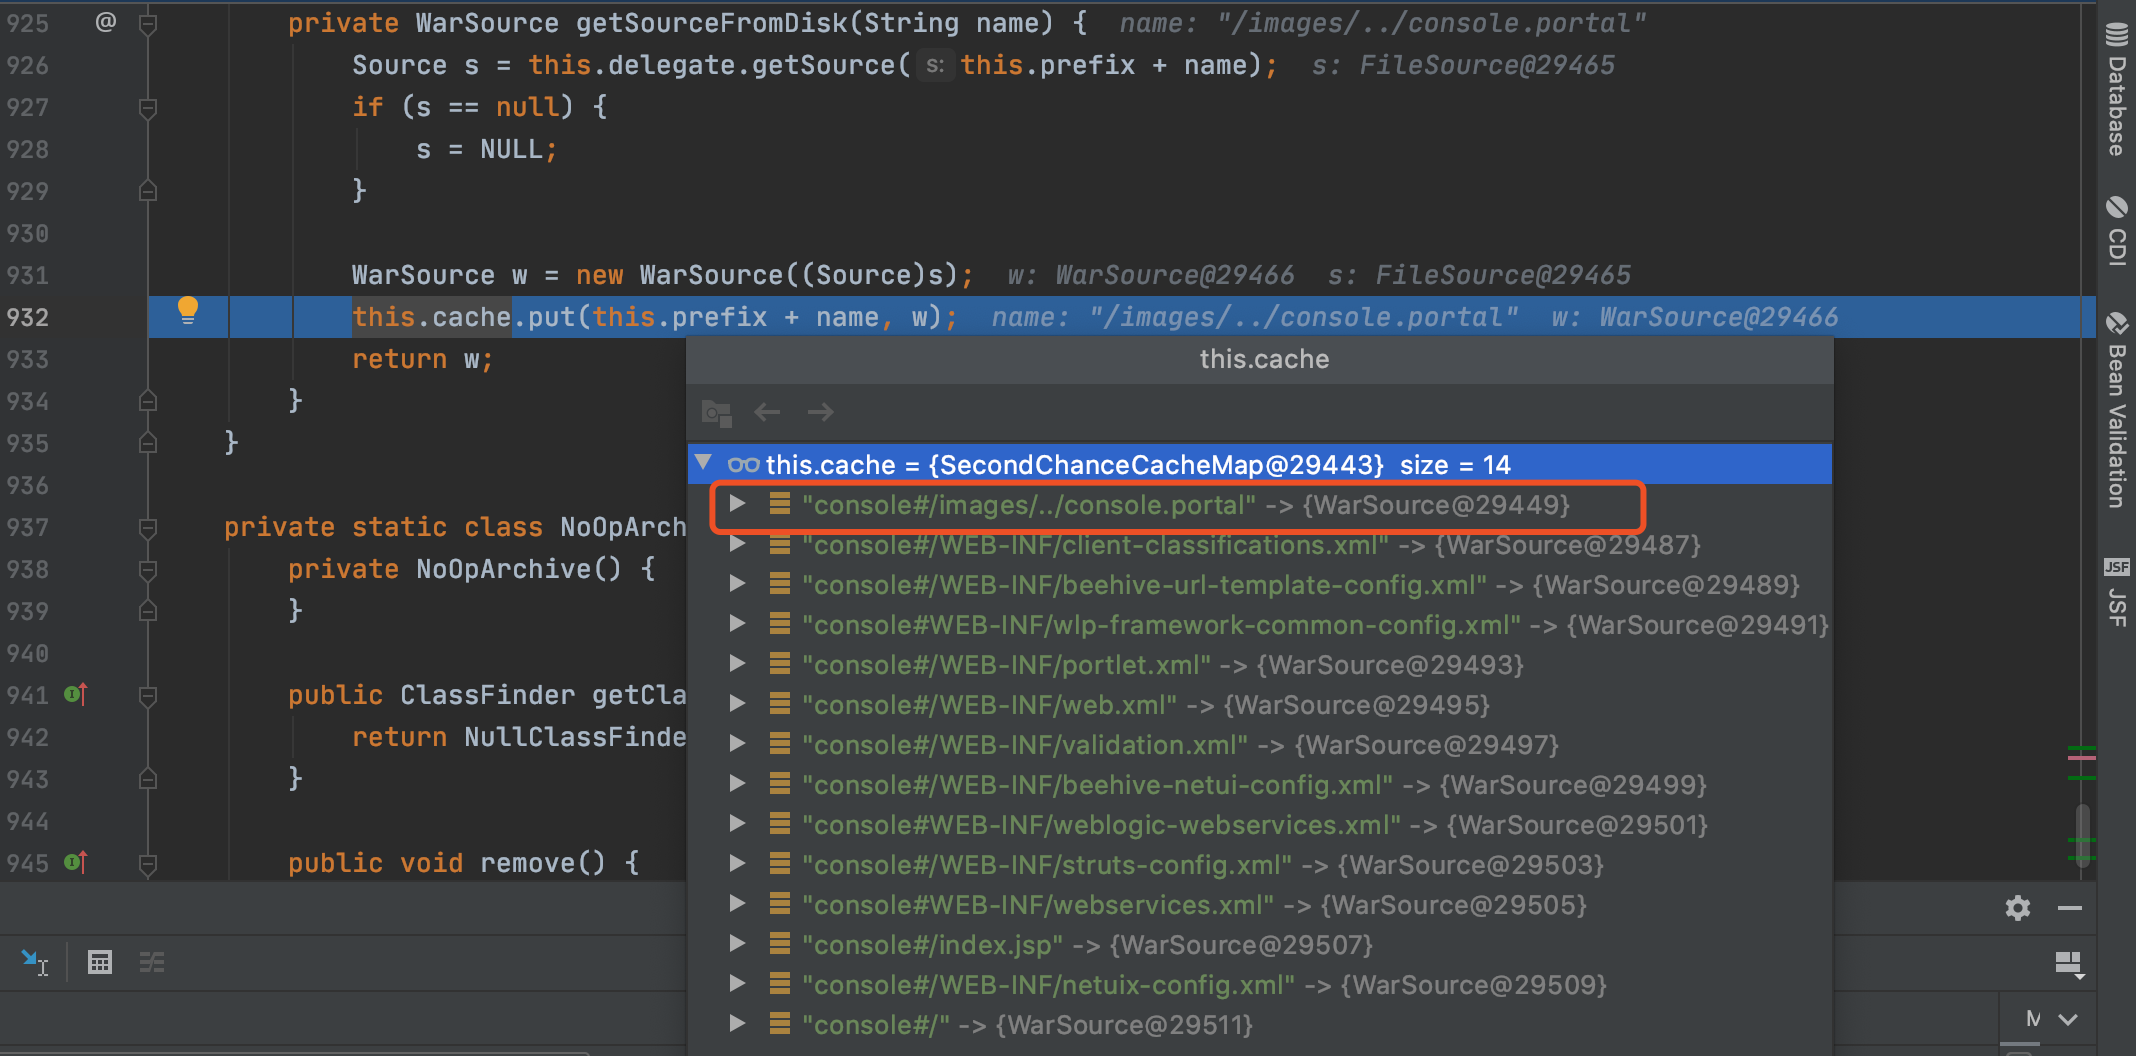 925 @ private WarSource getSourceFromDisk(String name) { name: "/images/../console.portal"
926 Source s = this.delegate.getSource( s: this.prefix + name); s: FileSource@29465
927 if (s == null) {
928 s = NULL;
929 }
930
931 WarSource w = new WarSource((Source)s); w: WarSource@29466 s: FileSource@29465
932 this.cache.put(this.prefix + name, w); name: "/images/../console.portal" w: WarSource@29466
933 return w;
934 }
935 }
936
937 private static class NoOpArch
938 private NoOpArchive() {
939 }
940
941 public ClassFinder getCla
942 return NullClassFinde
943 }
944
945 public void remove() {
this.cache
this.cache = {SecondChanceCacheMap@29443} size = 14
"console#/images/../console.portal" -> {WarSource@29449}
"console#/WEB-INF/client-classifications.xml" -> {WarSource@29487}
"console#/WEB-INF/beehive-url-template-config.xml" -> {WarSource@29489}
"console#WEB-INF/wlp-framework-common-config.xml" -> {WarSource@29491}
"console#/WEB-INF/portlet.xml" -> {WarSource@29493}
"console#/WEB-INF/web.xml" -> {WarSource@29495}
"console#/WEB-INF/validation.xml" -> {WarSource@29497}
"console#/WEB-INF/beehive-netui-config.xml" -> {WarSource@29499}
"console#WEB-INF/weblogic-webservices.xml" -> {WarSource@29501}
"console#/WEB-INF/struts-config.xml" -> {WarSource@29503}
"console#WEB-INF/webservices.xml" -> {WarSource@29505}
"console#/index.jsp" -> {WarSource@29507}
"console#/WEB-INF/netuix-config.xml" -> {WarSource@29509}
"console#/" -> {WarSource@29511}
Database
CDI
Bean Validation
JSF
JSF
M